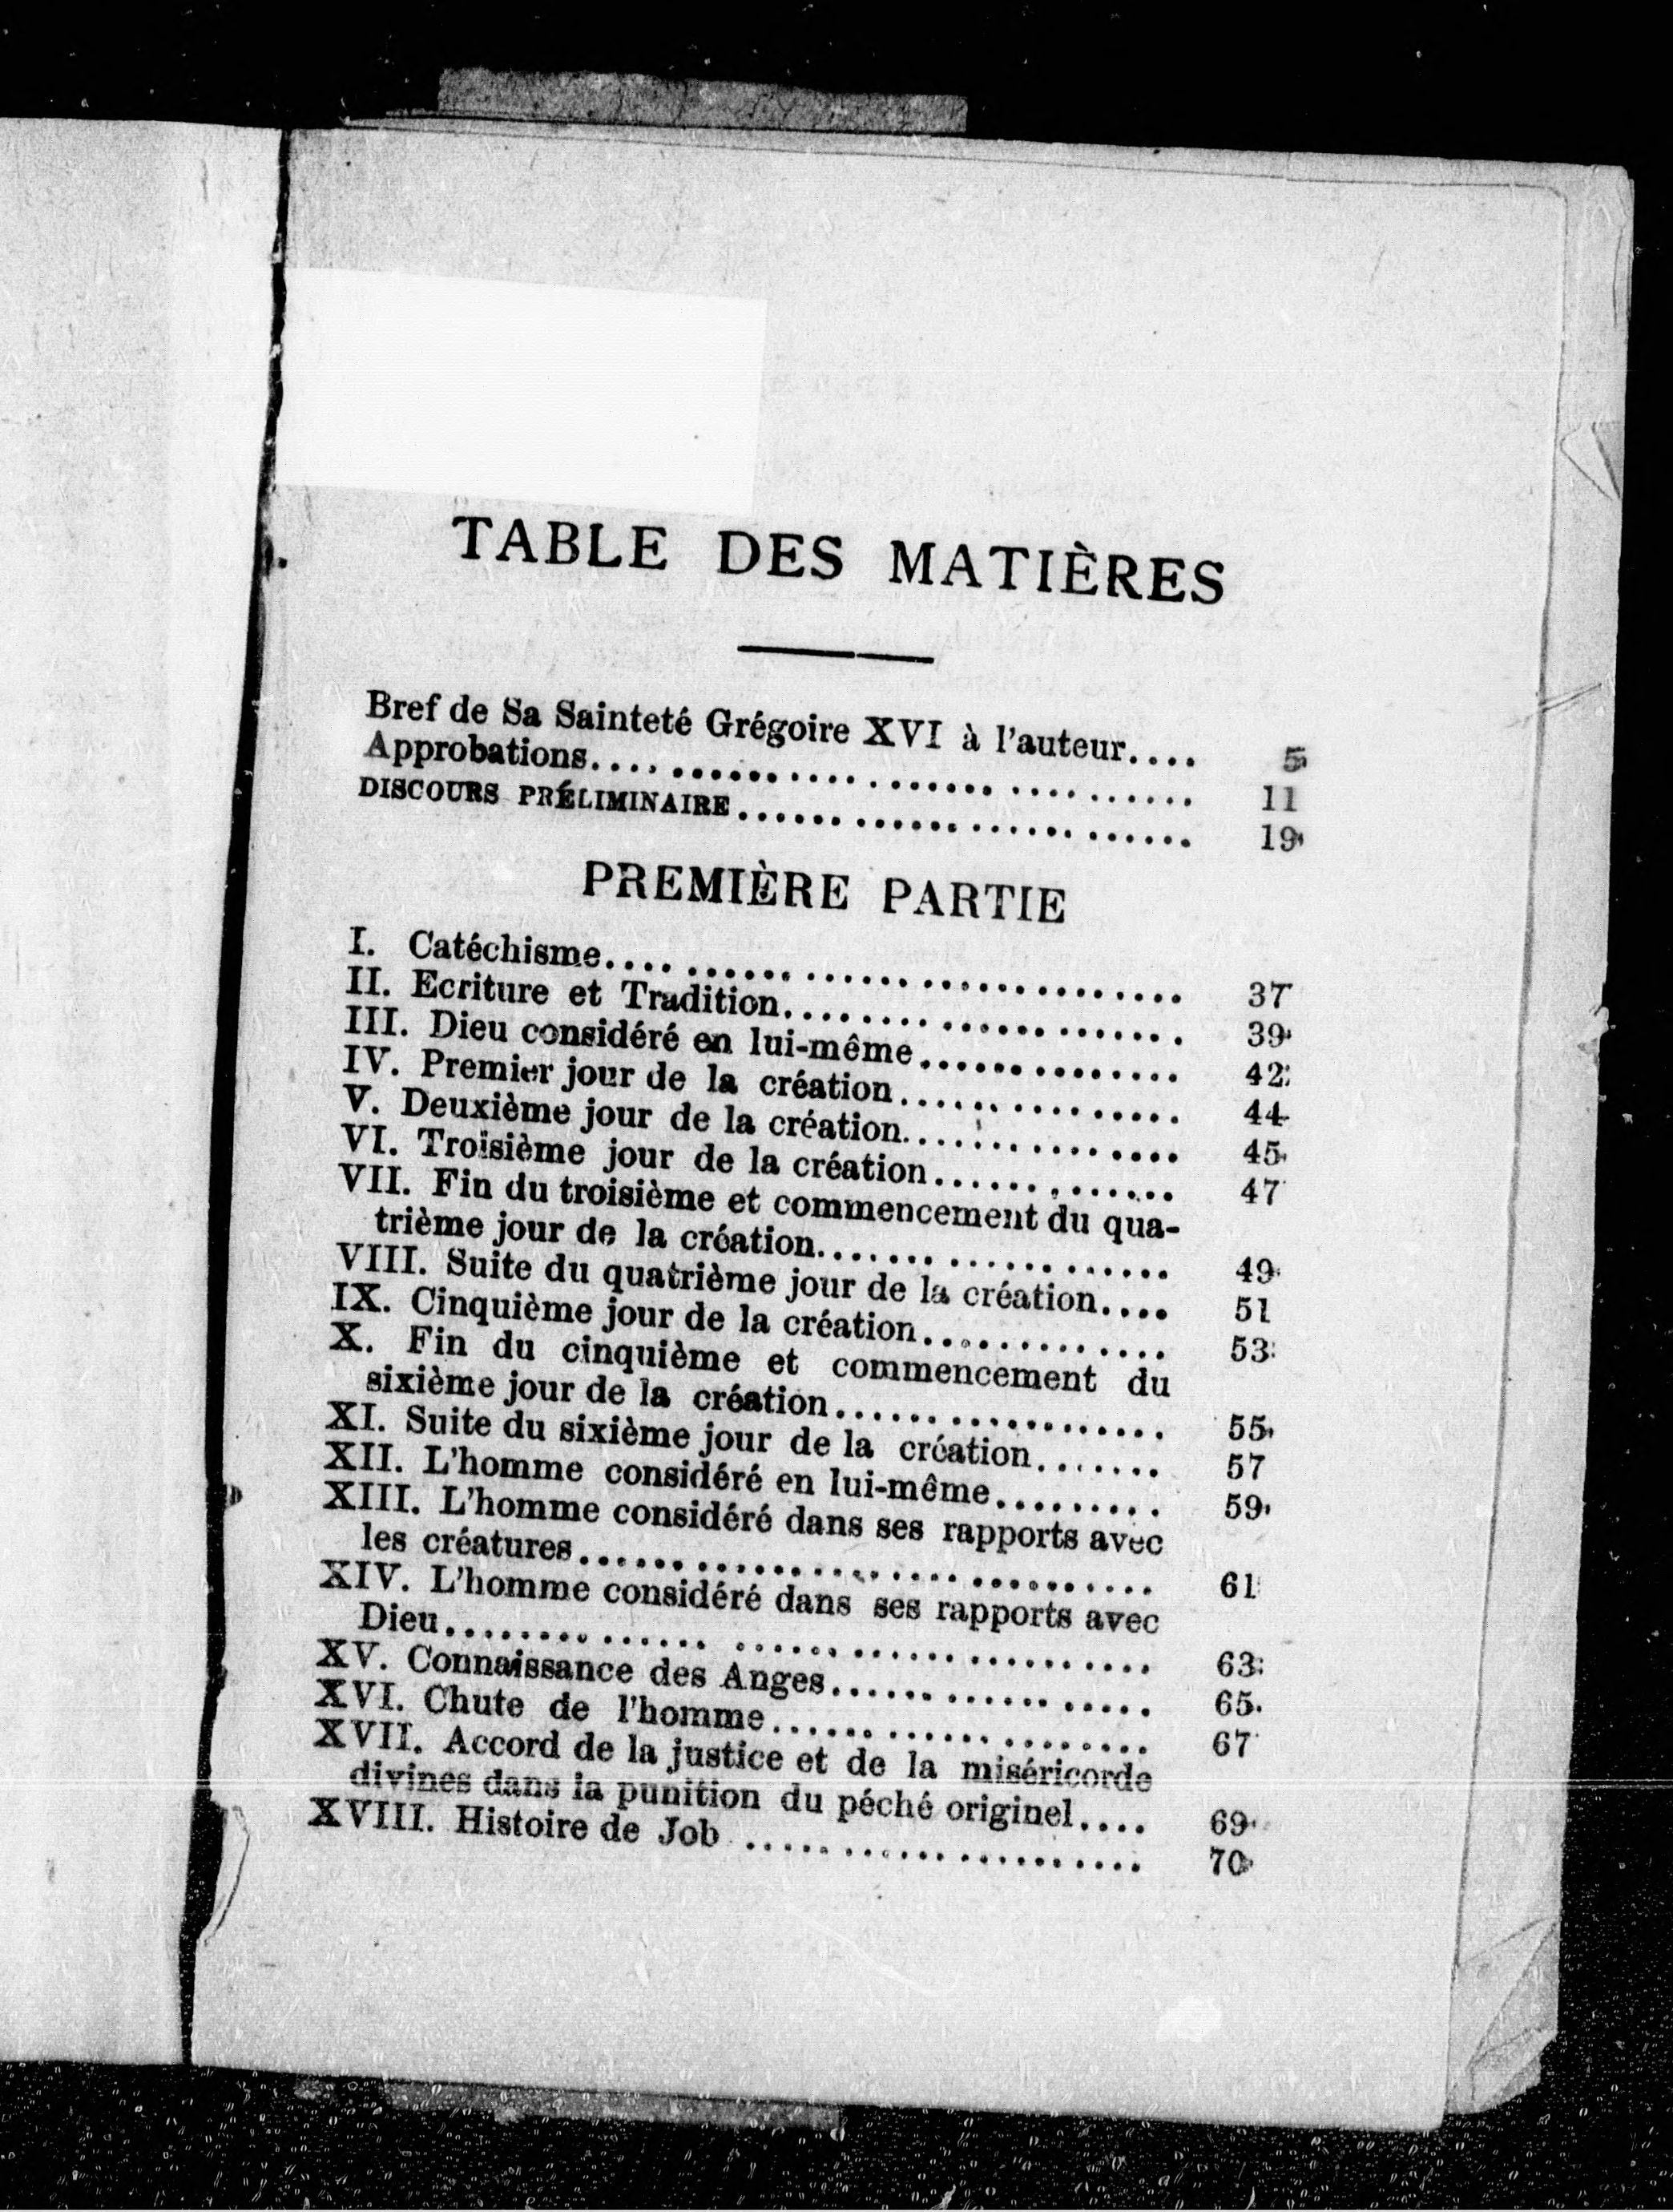 TABLE DES MATIÈRES
Bref de Sa Sainteté Grégoire XVI à l'auteur.... 5
Approbations.... 11
DISCOURS PRÉLIMINAIRE.... 19
PREMIÈRE PARTIE
I. Catéchisme.... 37
II. Ecriture et Tradition.... 39
III. Dieu considéré en lui-même.... 42
IV. Premier jour de la création.... 44
V. Deuxième jour de la création.... 45
VI. Troisième jour de la création.... 47
VII. Fin du troisième et commencement du qua-
trième jour de la création.... 49
VIII. Suite du quatrième jour de la création.... 51
IX. Cinquième jour de la création.... 53
X. Fin du cinquième et commencement du
sixième jour de la création.... 55
XI. Suite du sixième jour de la création.... 57
XII. L'homme considéré en lui-même.... 59
XIII. L'homme considéré dans ses rapports avec
les créatures.... 61
XIV. L'homme considéré dans ses rapports avec
Dieu.... 63
XV. Connaissance des Anges.... 65
XVI. Chute de l'homme.... 67
XVII. Accord de la justice et de la miséricorde
divines dans la punition du péché originel.... 69
XVIII. Histoire de Job .... 70